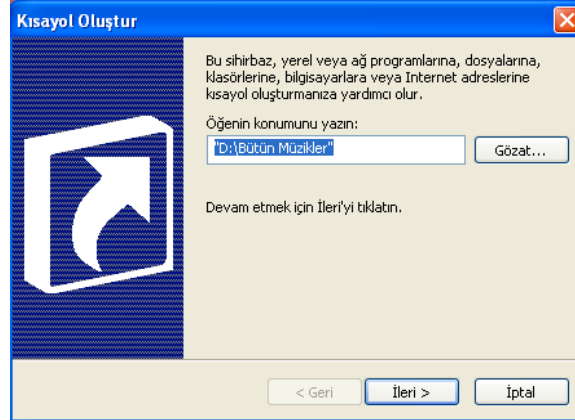 Kısayol Oluştur
Bu sihirbaz, yerel veya ağ programlarına, dosyalarına,
klasörlerine, bilgisayarlara veya Internet adreslerine
kısayol oluşturmanıza yardımcı olur.
Öğenin konumunu yazın:
"D:\Bütün Müzikler"
Gözat...
Devam etmek için İleri'yi tıklatın.
< Geri
İleri >
İptal